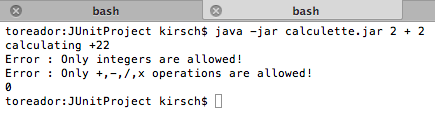 bash bash
toreador:JUnitProject kirsch$ java -jar calculette.jar 2 + 2
calculating +22
Error : Only integers are allowed!
Error : Only +,-,/,x operations are allowed!
0
toreador:JUnitProject kirsch$